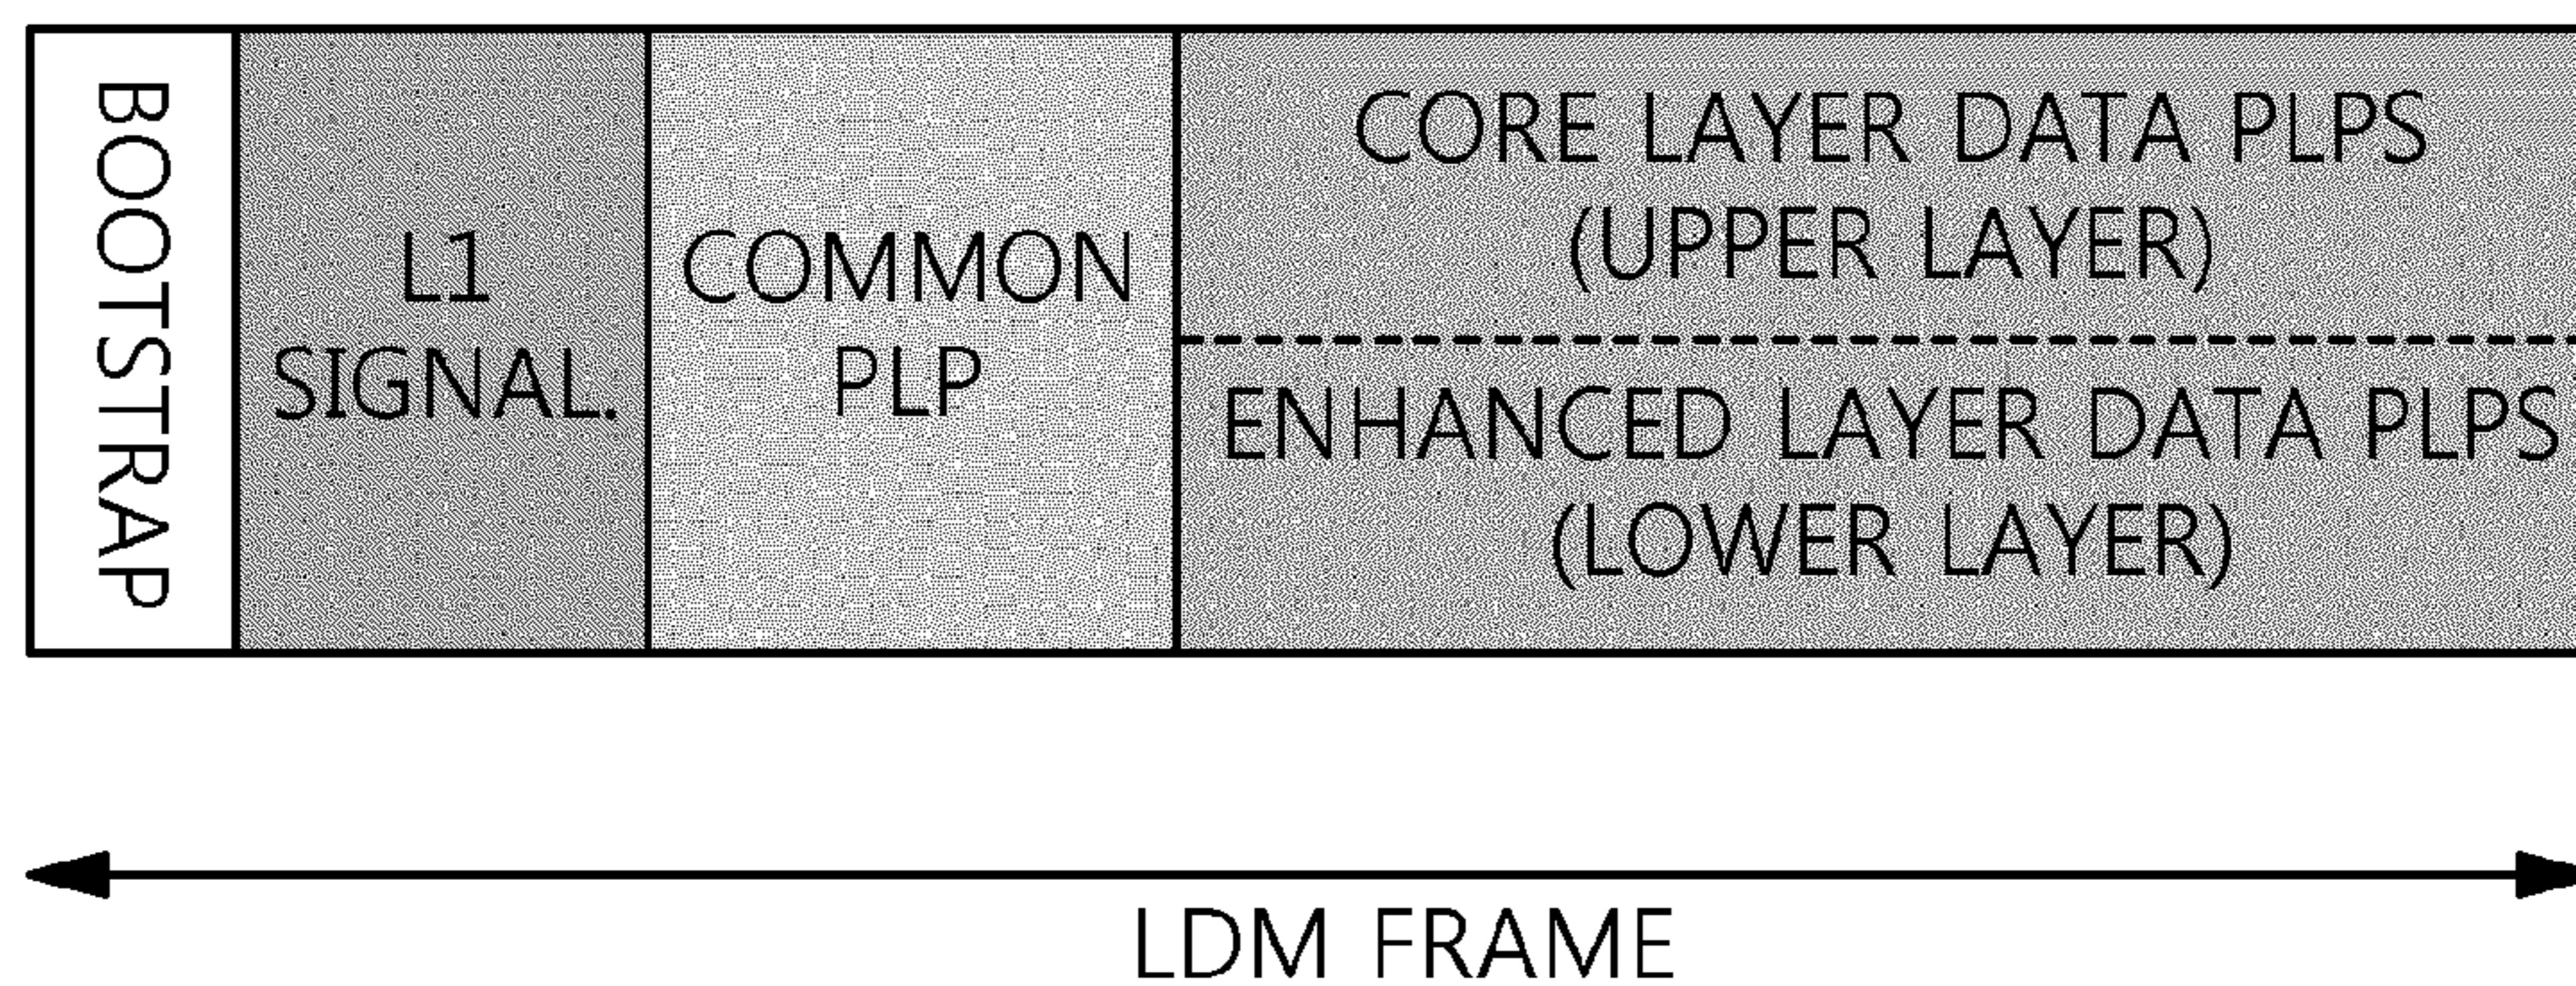 BOOTSTRAP
L1
SIGNAL.
COMMON
PLP
CORE LAYER DATA PLPS
(UPPER LAYER)
ENHANCED LAYER DATA PLPS
(LOWER LAYER)
LDM FRAME